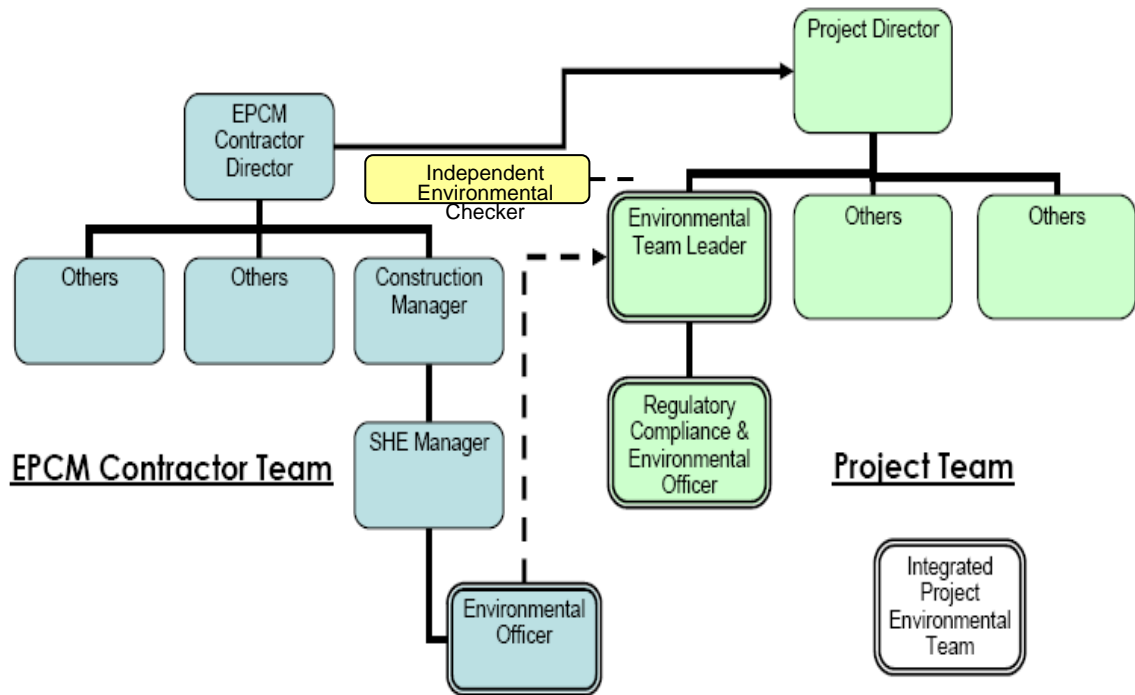 Project Director
EPCM
Contractor
Director
Independent
Environmental
Checker
Environmental
Team Leader
Others
Others
Others
Others
Construction
Manager
Regulatory
Compliance &
Environmental
Officer
SHE Manager
EPCM Contractor Team
Project Team
Environmental
Officer
Integrated
Project
Environmental
Team